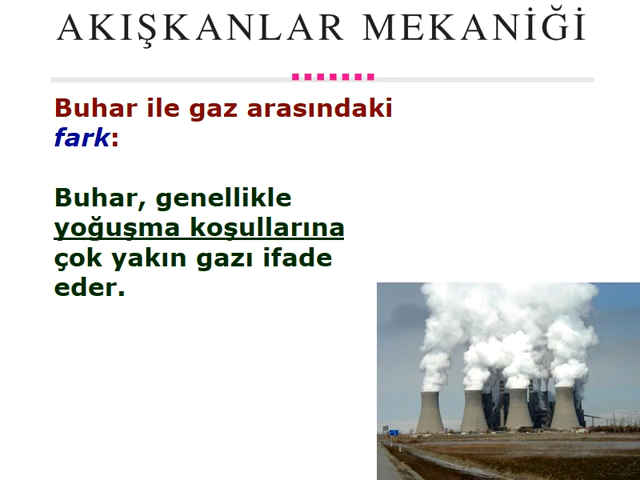 AKIŞKANLAR MEKANİĞİ
Buhar ile gaz arasındaki
fark:
Buhar, genellikle
yoğuşma koşullarına
çok yakın gazı ifade
eder.